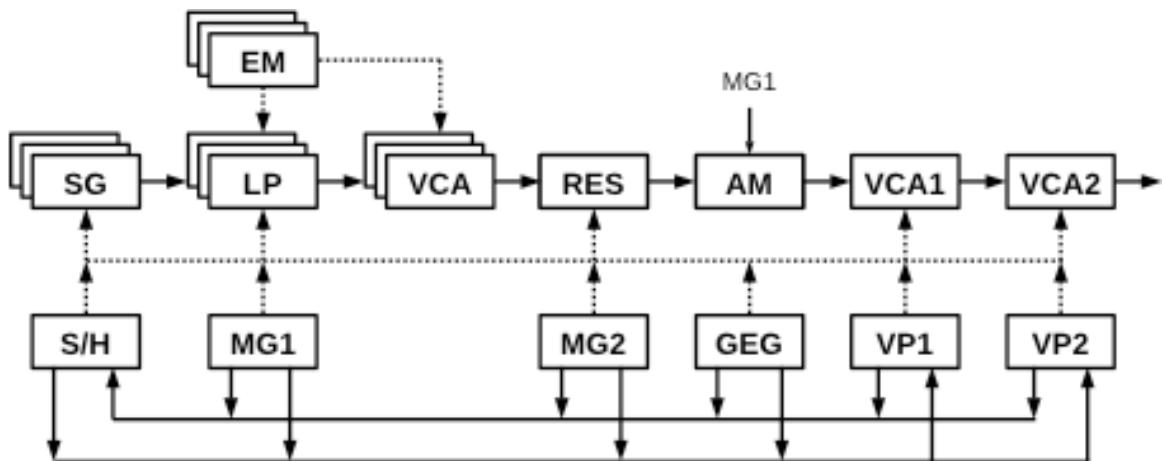 EM
MG1
SG LP VCA RES AM VCA1 VCA2
S/H MG1 MG2 GEG VP1 VP2